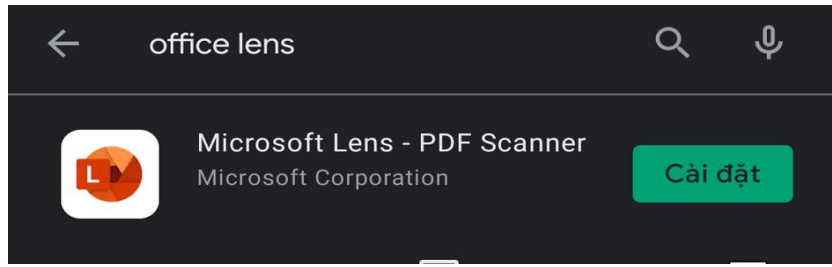 office lens
L
Microsoft Lens - PDF Scanner
Microsoft Corporation
Cài đặt